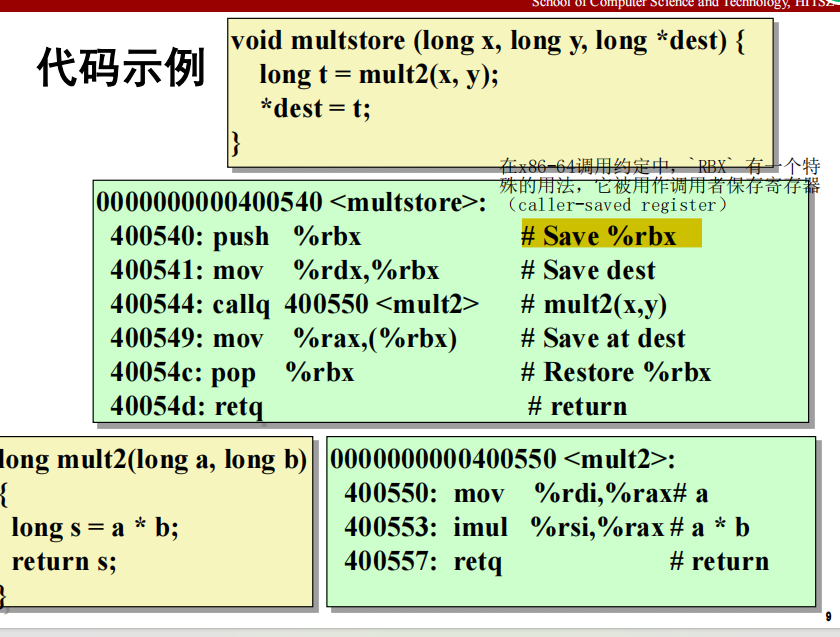 School of Computer Science and Technology, HITSZ
代码示例
void multstore (long x, long y, long *dest) {
long t = mult2(x, y);
*dest = t;
}
在x86-64调用约定中，`RBX` 有一个特
殊的用法，它被用作调用者保存寄存器
（caller-saved register）
0000000000400540 <multstore>:
400540: push %rbx # Save %rbx
400541: mov %rdx,%rbx # Save dest
400544: callq 400550 <mult2> # mult2(x,y)
400549: mov %rax,(%rbx) # Save at dest
40054c: pop %rbx # Restore %rbx
40054d: retq # return
long mult2(long a, long b)
{
long s = a * b;
return s;
}
0000000000400550 <mult2>:
400550: mov %rdi,%rax# a
400553: imul %rsi,%rax # a * b
400557: retq # return
9